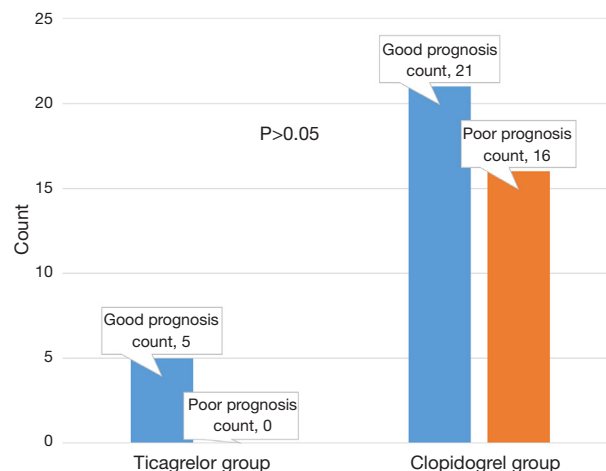 25
Good prognosis
count, 21
20
P>0.05
Poor prognosis
count, 16
15
Count
10
Good prognosis
count, 5
5
Poor prognosis
count, 0
0
Ticagrelor group
Clopidogrel group